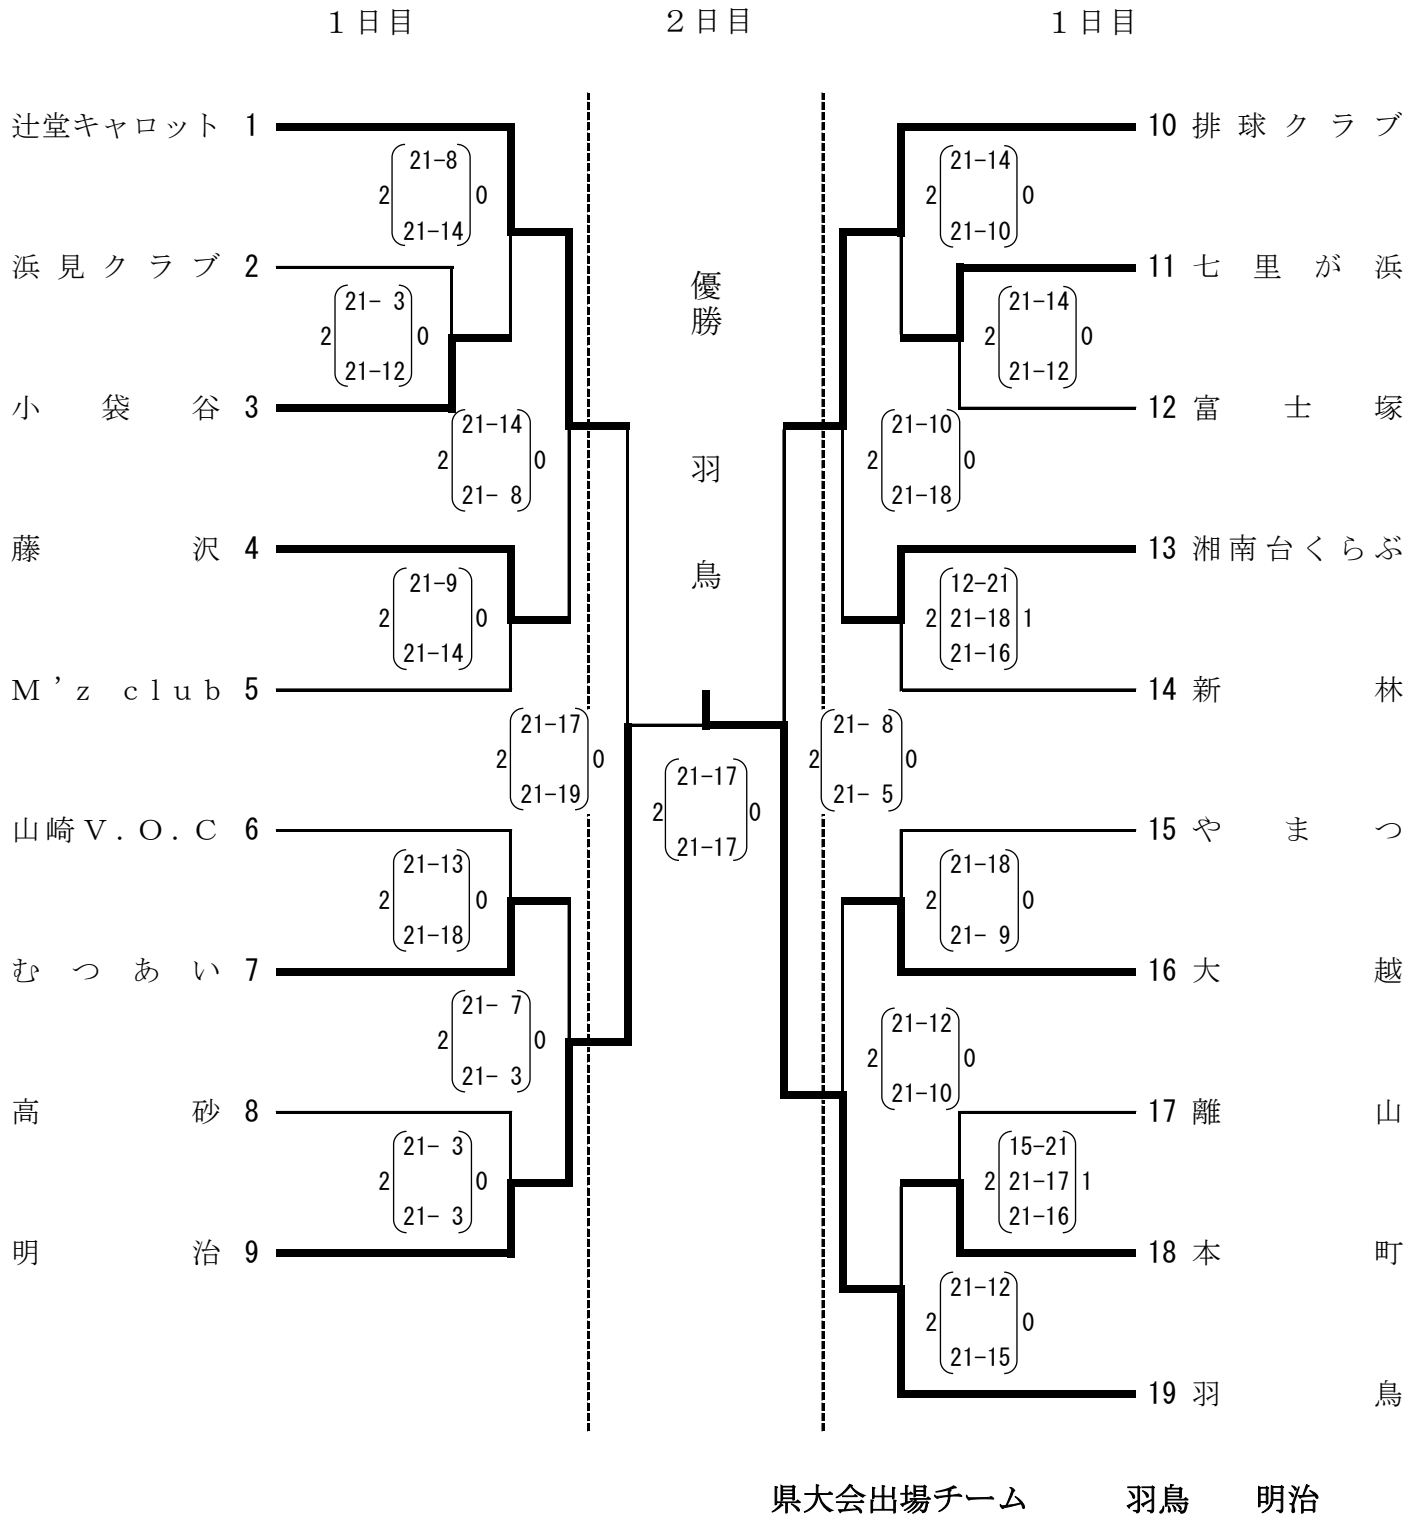 １日目 ２日目 １日目
辻堂キャロット 1
21-8
2 0
21-14
浜見クラブ 2
21- 3
2 0
21-12
小袋谷 3
21-14
2 0
21- 8
藤沢 4
21-9
2 0
21-14
Ｍ’ｚ ｃｌｕｂ 5
21-17
2 0
21-19
山崎Ｖ．Ｏ．Ｃ 6
21-13
2 0
21-18
むつあい 7
21- 7
2 0
21- 3
高砂 8
21- 3
2 0
21- 3
明治 9
優勝
羽鳥
21-17
2 0
21-17
10 排球クラブ
21-14
2 0
21-10
11 七里が浜
21-14
2 0
21-12
12 富士塚
21-10
2 0
21-18
13 湘南台くらぶ
12-21
2 21-18 1
21-16
14 新林
21- 8
2 0
21- 5
15 やまつ
21-18
2 0
21- 9
16 大越
21-12
2 0
21-10
17 離山
15-21
2 21-17 1
21-16
18 本町
21-12
2 0
21-15
19 羽鳥
県大会出場チーム 羽鳥 明治